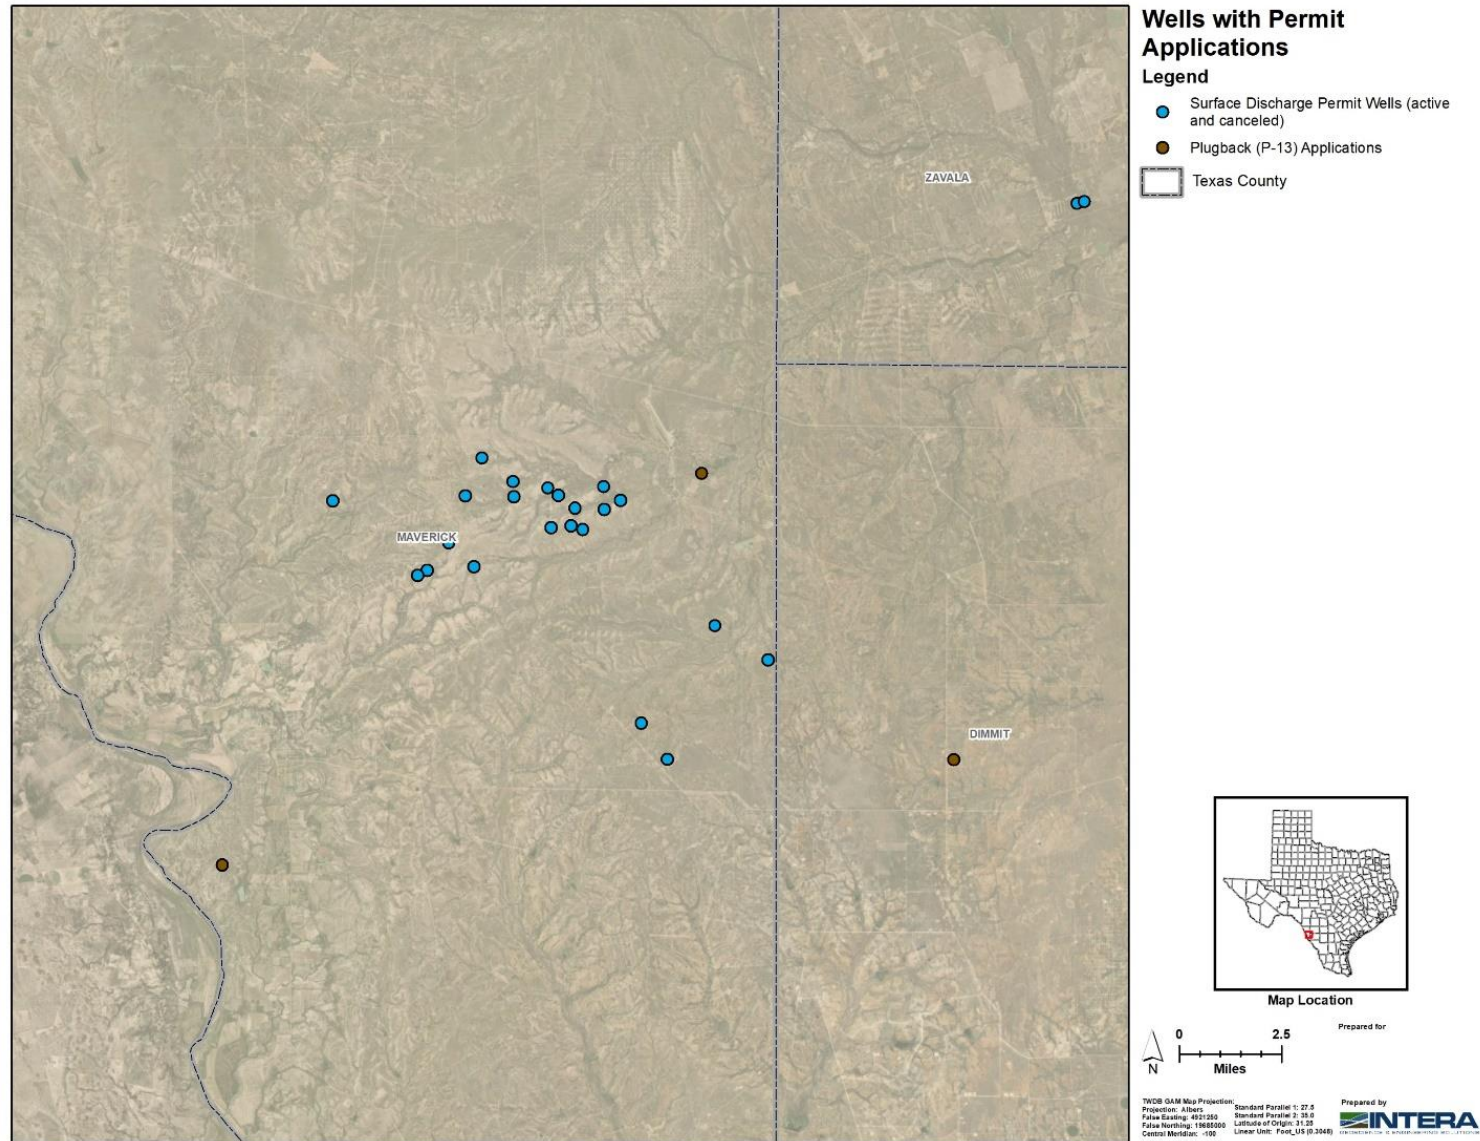 Wells with Permit
Applications
Legend
Surface Discharge Permit Wells (active
and canceled)
Plugback (P-13) Applications
Texas County
ZAVALA
MAVERICK
DIMMIT
Map Location
0 2.5
Miles
N
Prepared for
TWDB GAM Map Projection:
Projection: Albers
False Easting: 4921250
False Northing: 19685000
Central Meridian: -100
Standard Parallel 1: 27.5
Standard Parallel 2: 35.0
Latitude of Origin: 31.25
Linear Unit: Foot_US (0.3048)
Prepared by
INTERA